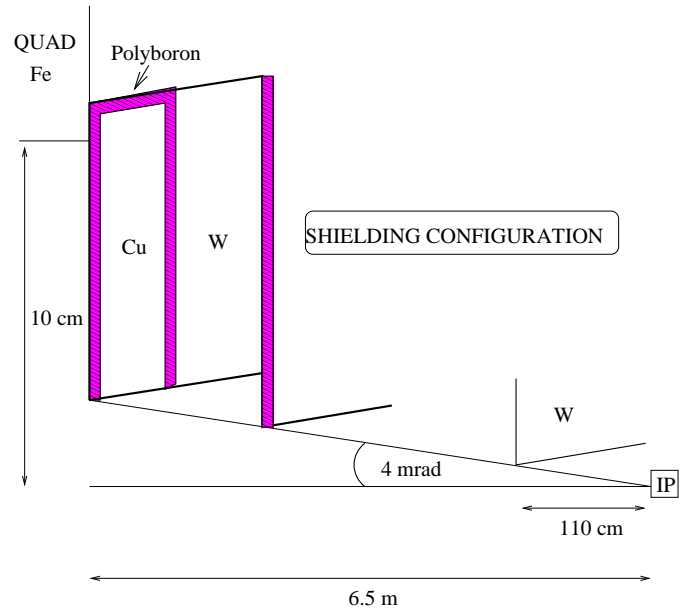 QUAD
Fe
Polyboron
Cu
W
SHIELDING CONFIGURATION
10 cm
W
4 mrad
IP
110 cm
6.5 m